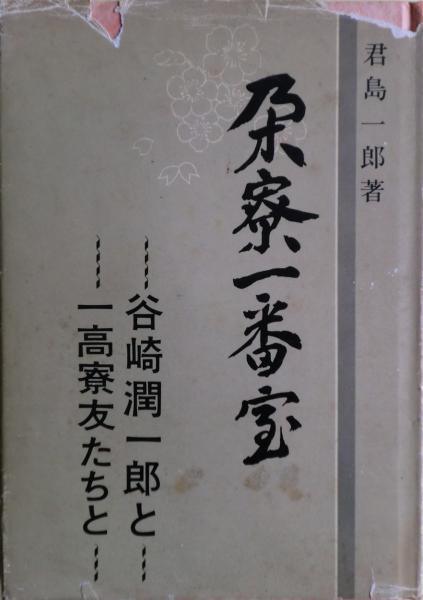 君島一郎著
朶寮一番室
谷崎潤一郎と
一高寮友たちと